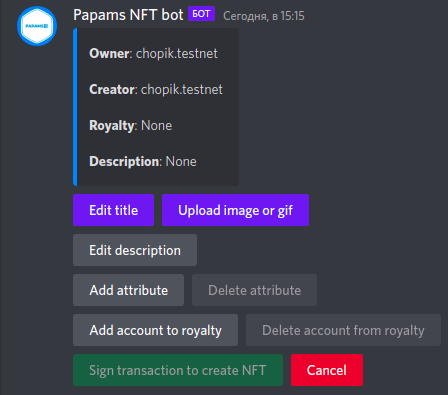 Papams NFT bot БОТ Сегодня, в 15:15
PAPAMS
Owner: chopik.testnet
Creator: chopik.testnet
Royalty: None
Description: None
Edit title Upload image or gif
Edit description
Add attribute Delete attribute
Add account to royalty Delete account from royalty
Sign transaction to create NFT Cancel